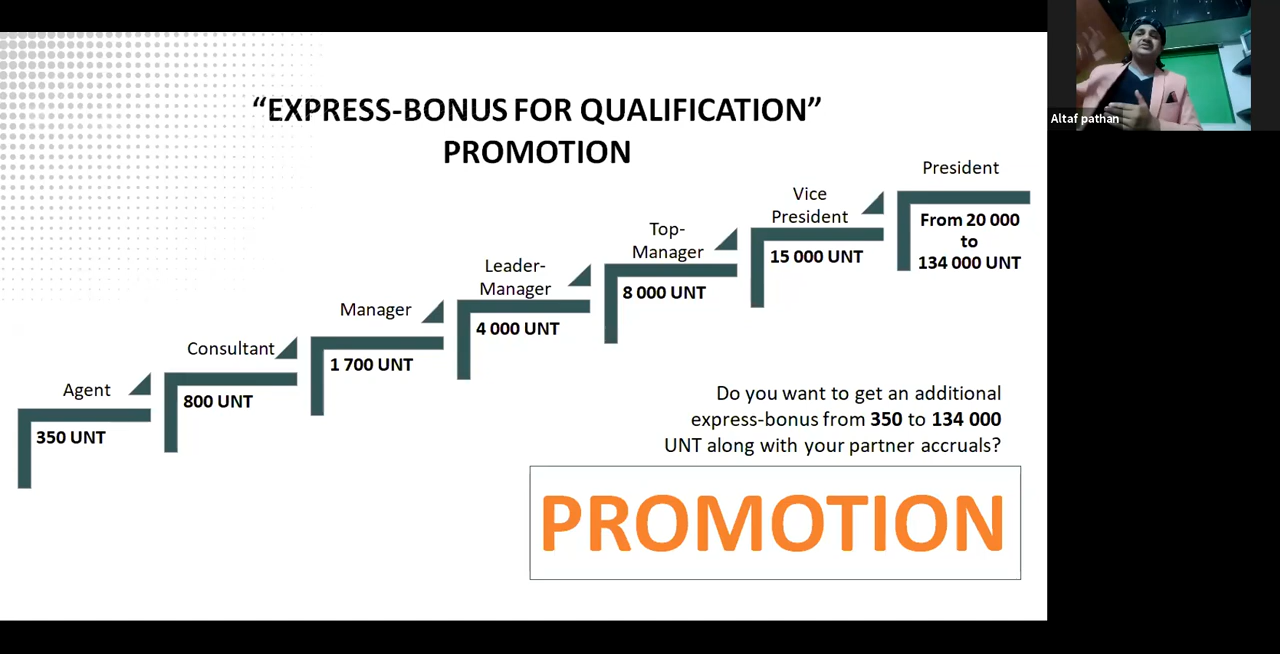 “EXPRESS-BONUS FOR QUALIFICATION”
PROMOTION
Altaf pathan
President
From 20 000
to
134 000 UNT
Vice
President
15 000 UNT
Top-
Manager
8 000 UNT
Leader-
Manager
4 000 UNT
Manager
1 700 UNT
Consultant
800 UNT
Agent
350 UNT
Do you want to get an additional
express-bonus from 350 to 134 000
UNT along with your partner accruals?
PROMOTION